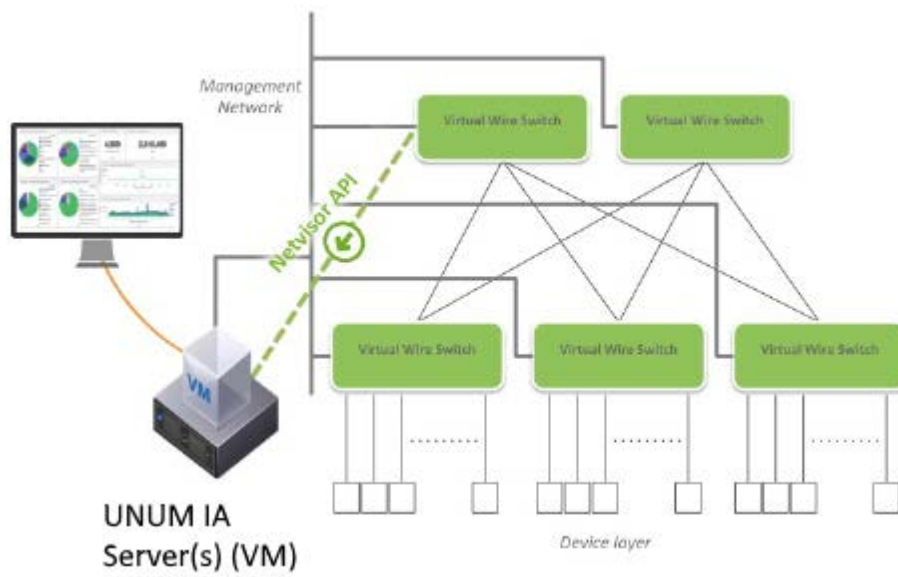 Management
Network
Virtual Wire Switch
Virtual Wire Switch
Netvisor API
Virtual Wire Switch
Virtual Wire Switch
Virtual Wire Switch
VM
UNUM IA
Server(s) (VM)
Device layer